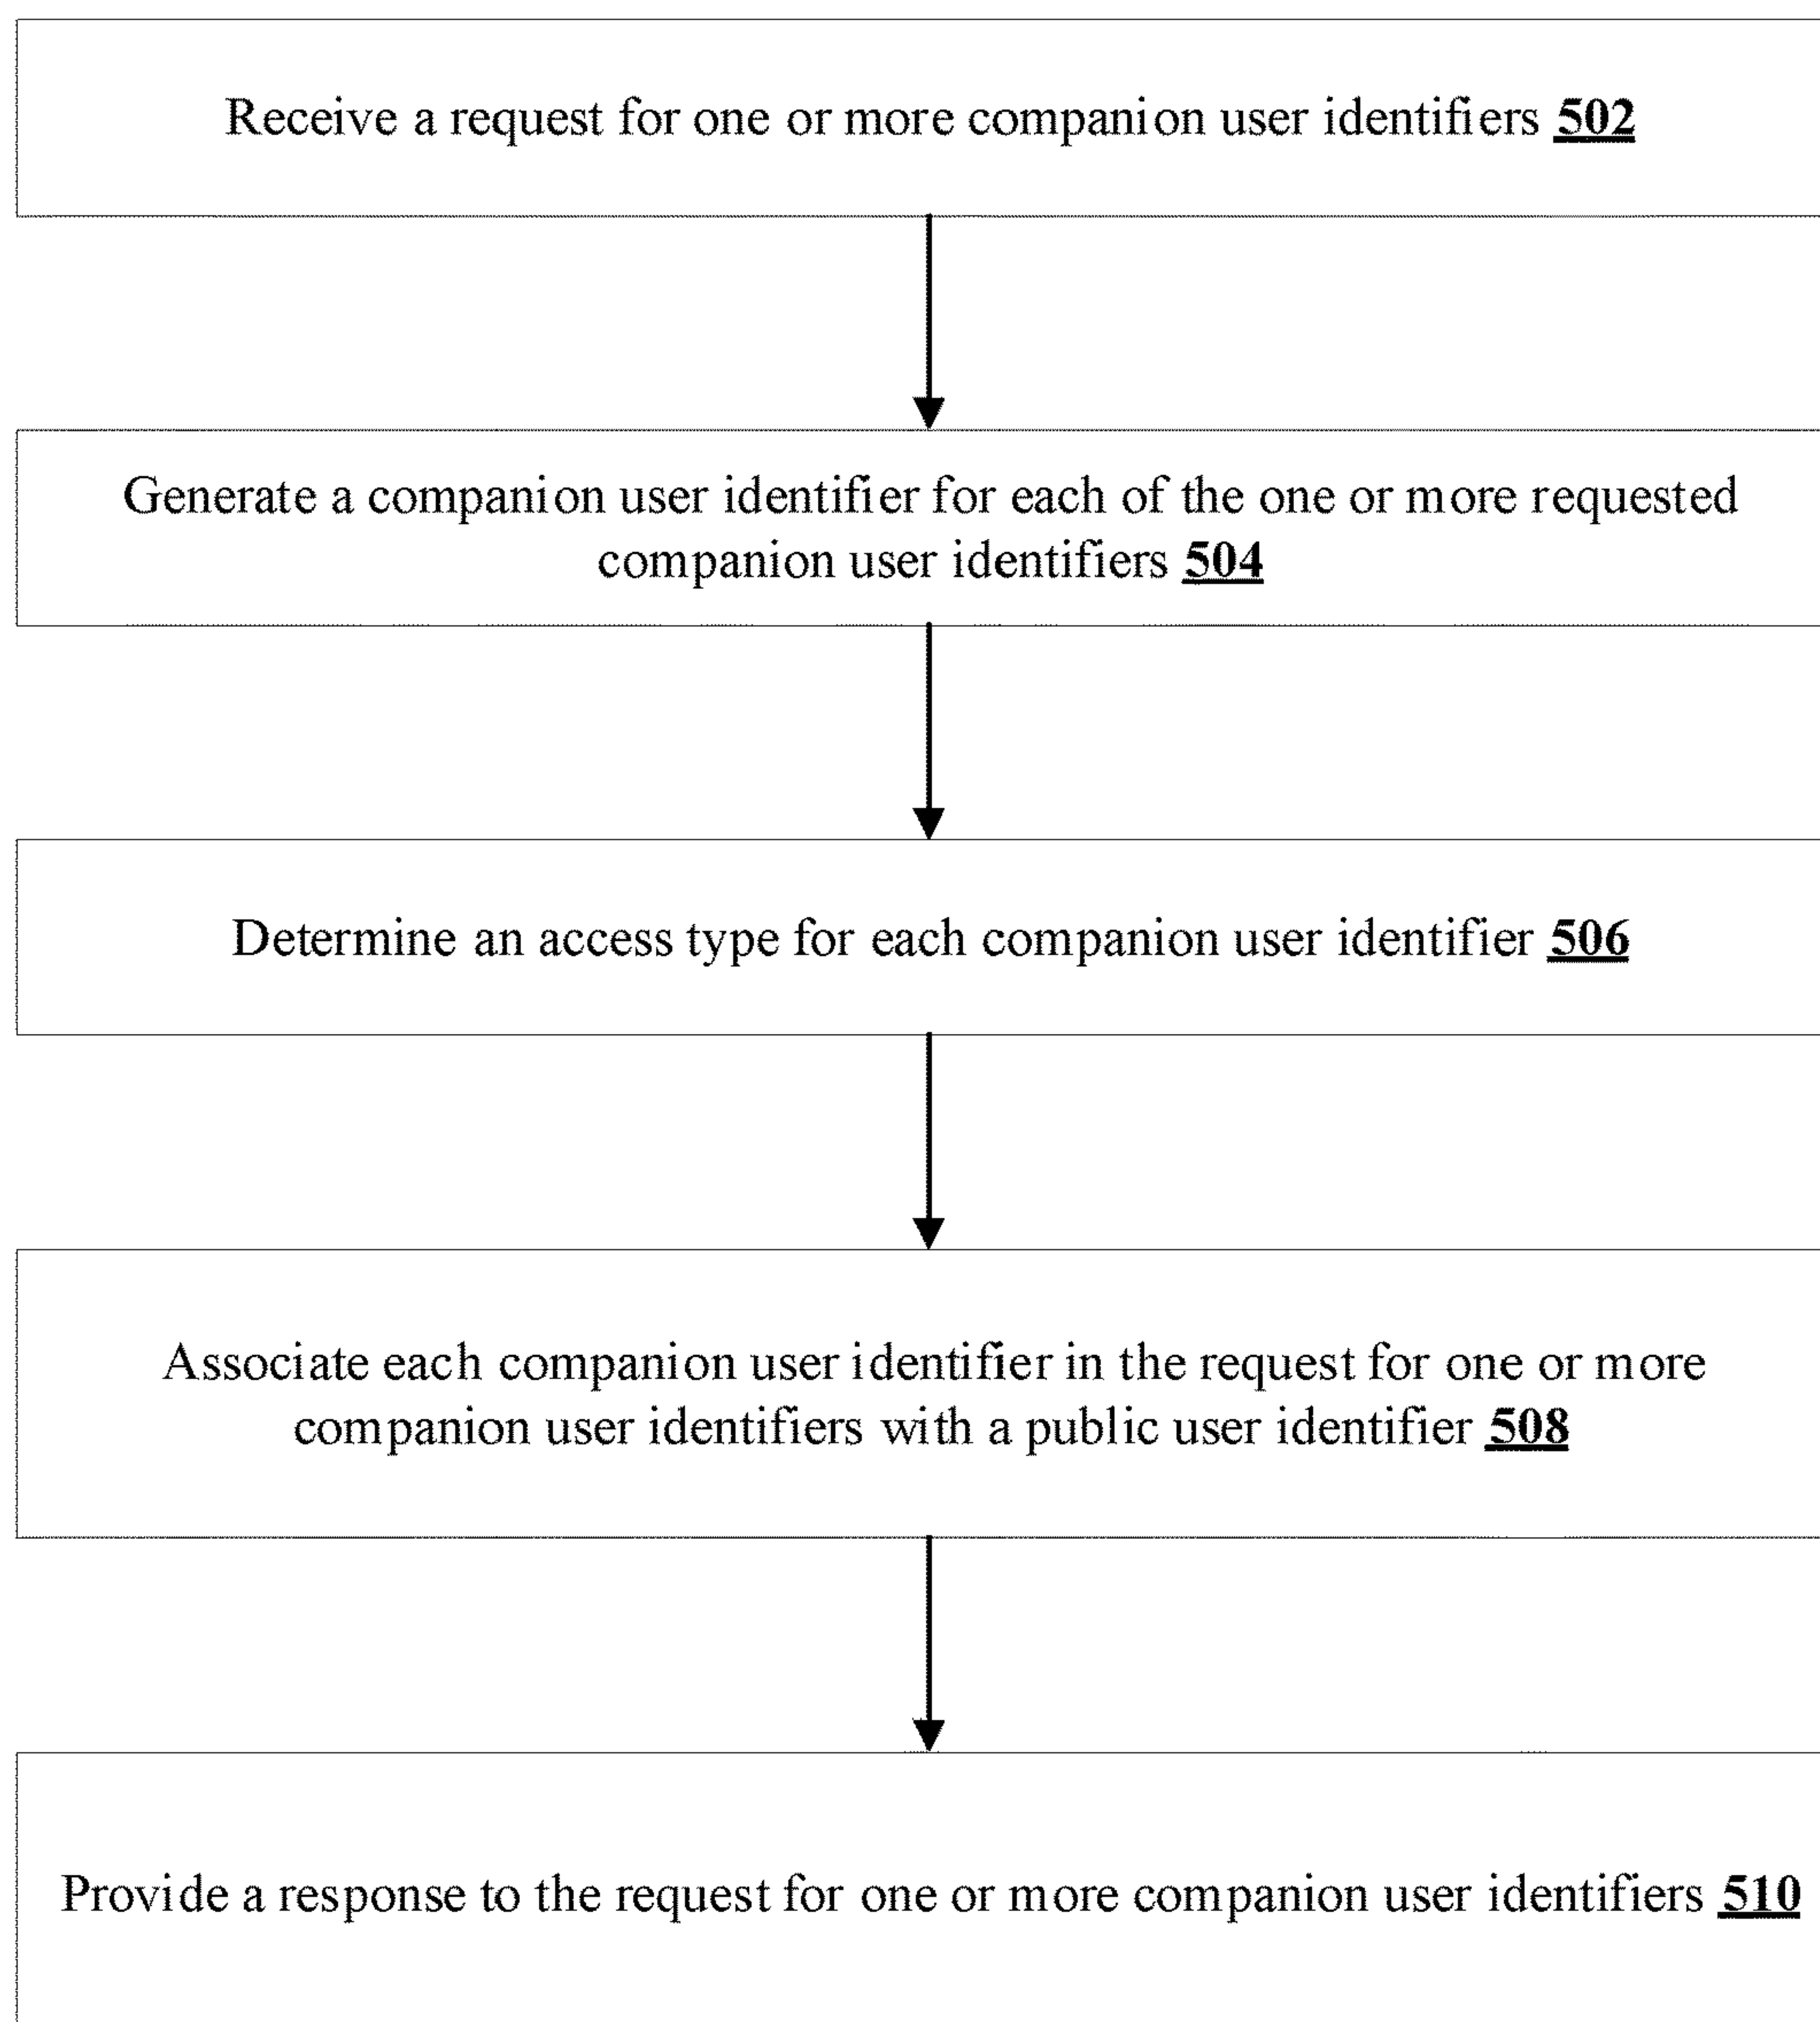 Receive a request for one or more companion user identifiers 502
Generate a companion user identifier for each of the one or more requested
companion user identifiers 504
Determine an access type for each companion user identifier 506
Associate each companion user identifier in the request for one or more
companion user identifiers with a public user identifier 508
Provide a response to the request for one or more companion user identifiers 510